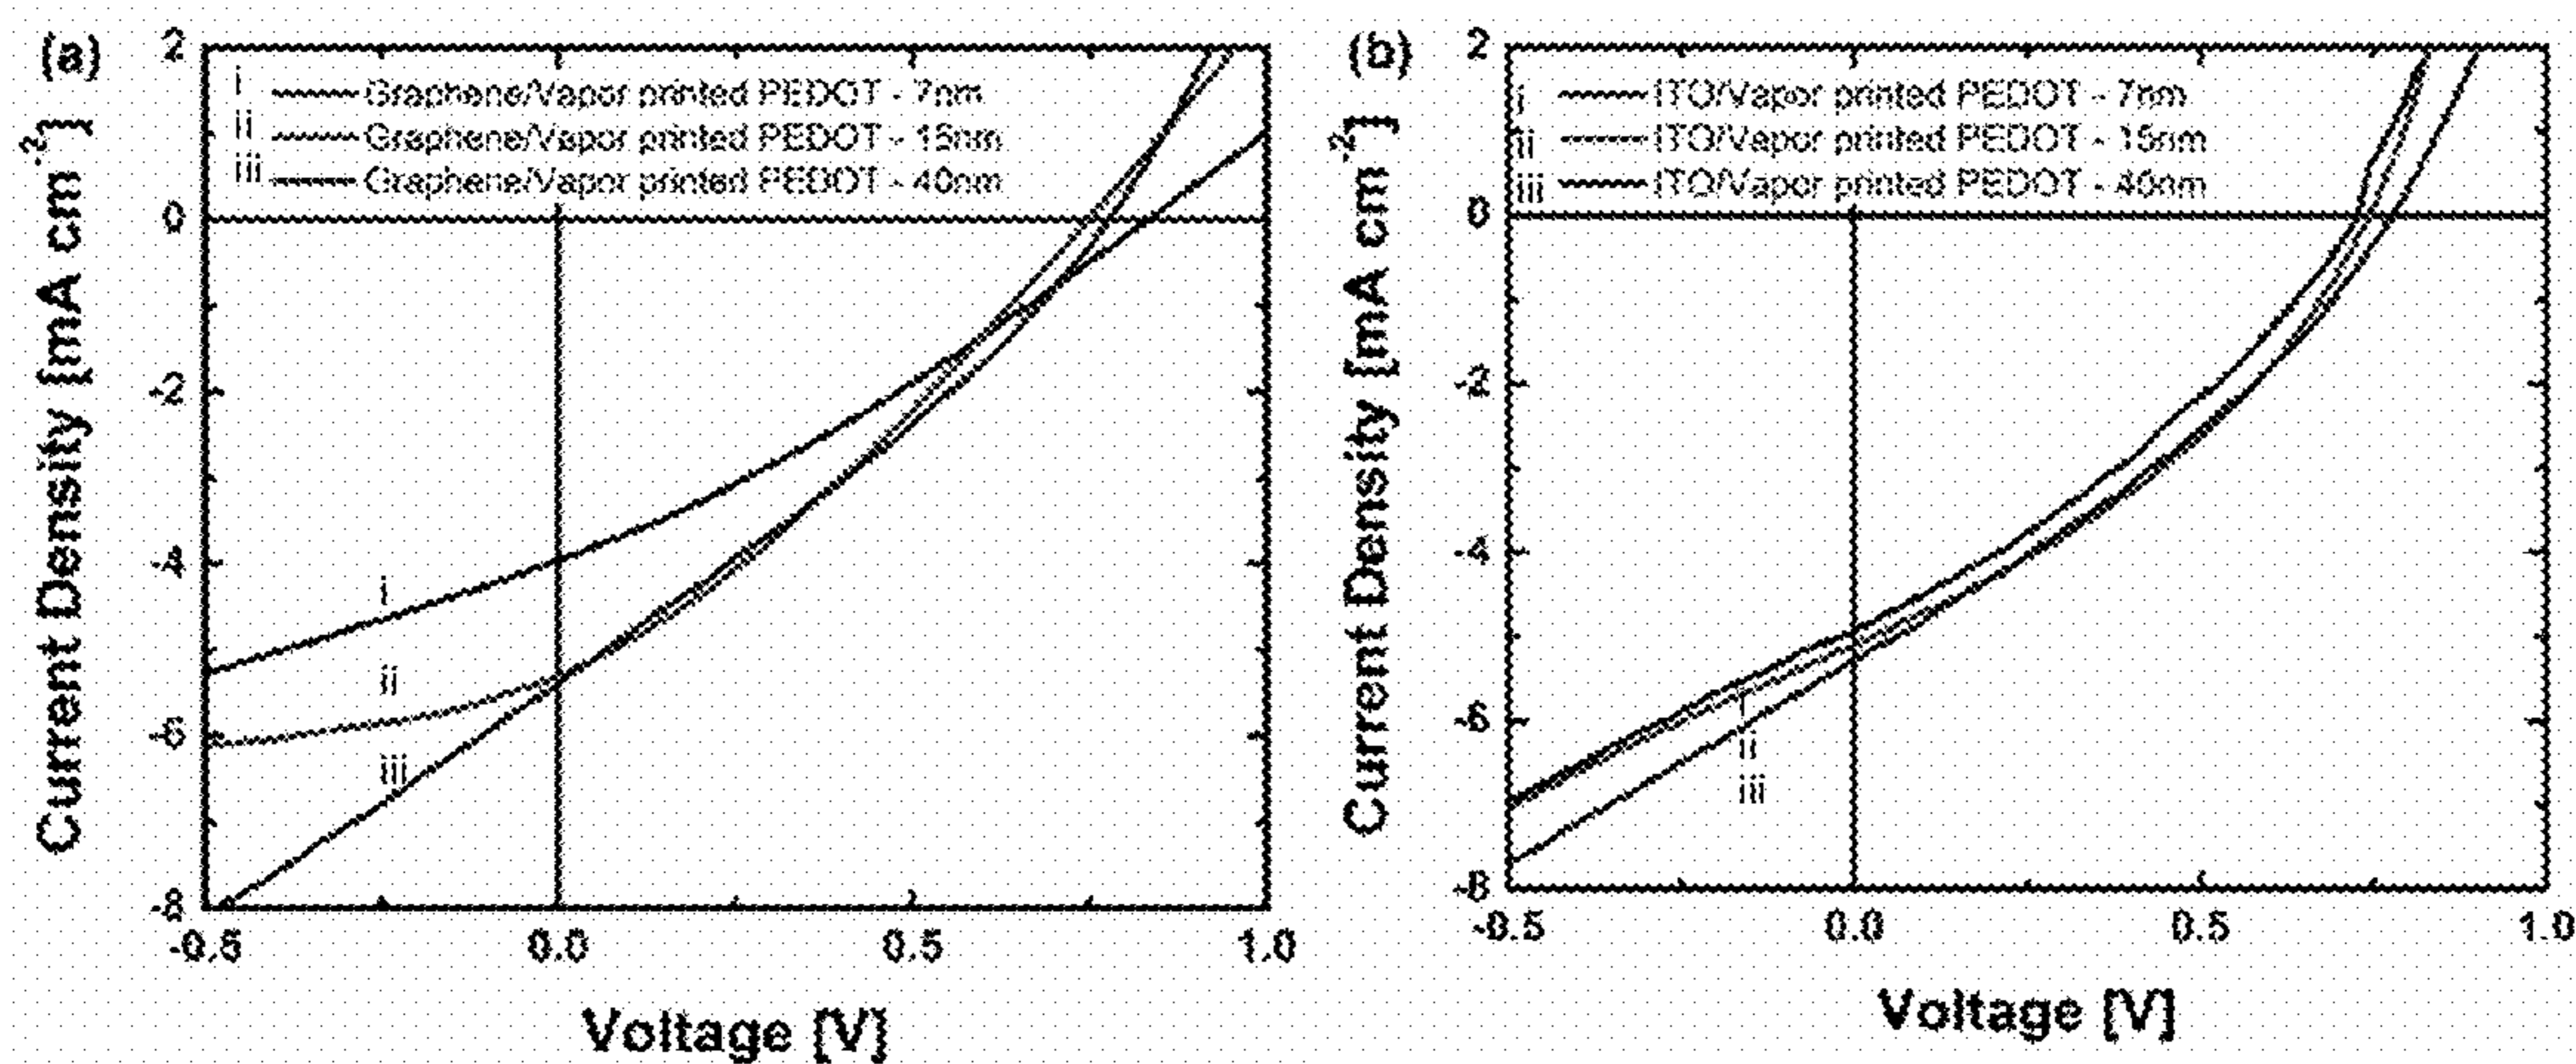 (a)
2
0
-2
-4
-6
-8
Current Density [mA cm-2]
i Graphene/Vapor printed PEDOT - 7nm
ii Graphene/Vapor printed PEDOT - 15nm
iii Graphene/Vapor printed PEDOT - 40nm
i
ii
iii
-0.5 0.0 0.5 1.0
Voltage [V]
(b)
2
0
-2
-4
-6
-8
Current Density [mA cm-2]
i ITO/Vapor printed PEDOT - 7nm
ii ITO/Vapor printed PEDOT - 15nm
iii ITO/Vapor printed PEDOT - 40nm
i
ii
iii
-0.5 0.0 0.5 1.0
Voltage [V]